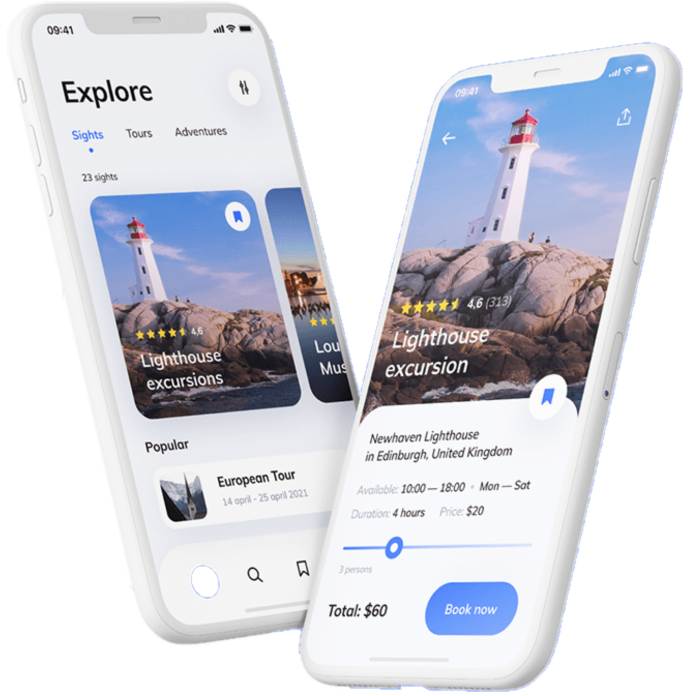 09:41
Explore
Sights Tours Adventures
23 sights
4,6
Lighthouse
excursions
Lou
Mus
Popular
European Tour
14 april - 25 april 2021
09:41
4,6 (313)
Lighthouse
excursion
Newhaven Lighthouse
in Edinburgh, United Kingdom
Available: 10:00 — 18:00 • Mon — Sat
Duration: 4 hours Price: $20
3 persons
Total: $60 Book now